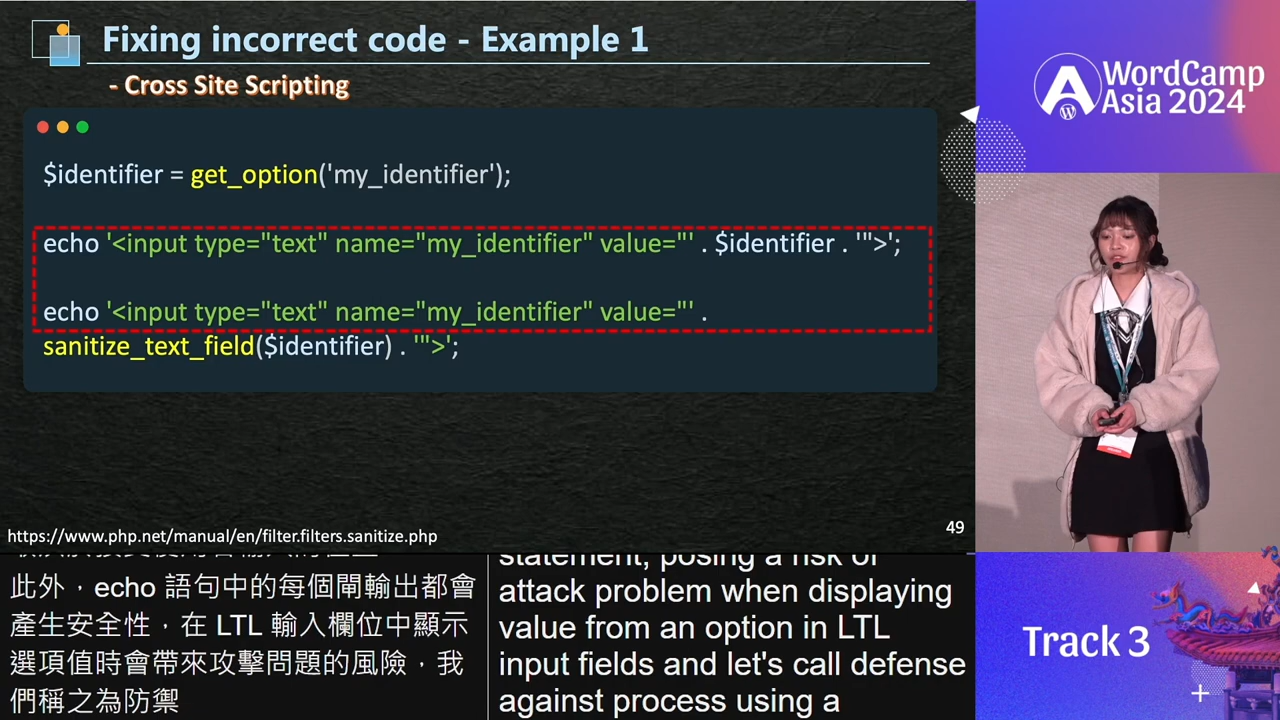 Fixing incorrect code - Example 1
- Cross Site Scripting
$identifier = get_option('my_identifier');
echo '<input type="text" name="my_identifier" value="' . $identifier . '">';
echo '<input type="text" name="my_identifier" value="' .
sanitize_text_field($identifier) . '">';
https://www.php.net/manual/en/filter.filters.sanitize.php
49
此外，echo 語句中的每個閘輸出都會
產生安全性，在 LTL 輸入欄位中顯示
選項值時會帶來攻擊問題的風險，我
們稱之為防禦
statement, posing a risk of
attack problem when displaying
value from an option in LTL
input fields and let's call defense
against process using a
WordCamp
Asia 2024
Track 3